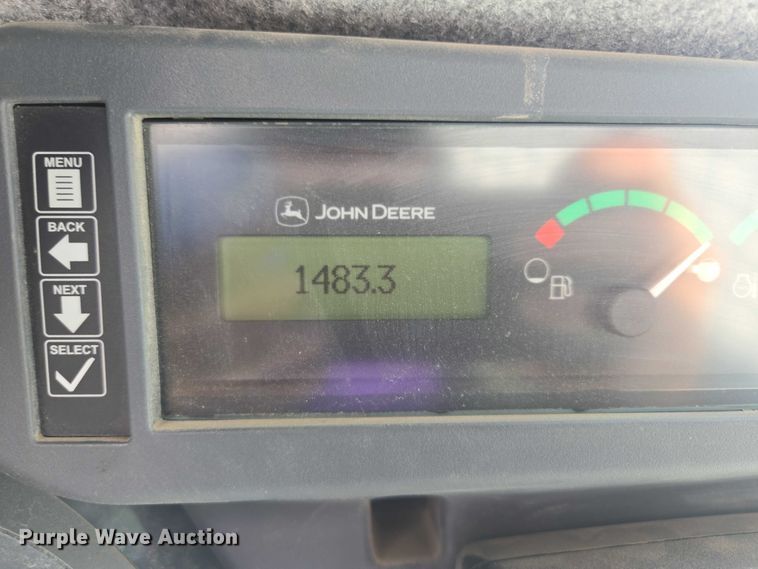 MENU
BACK
NEXT
SELECT
JOHN DEERE
1483.3
Purple Wave Auction